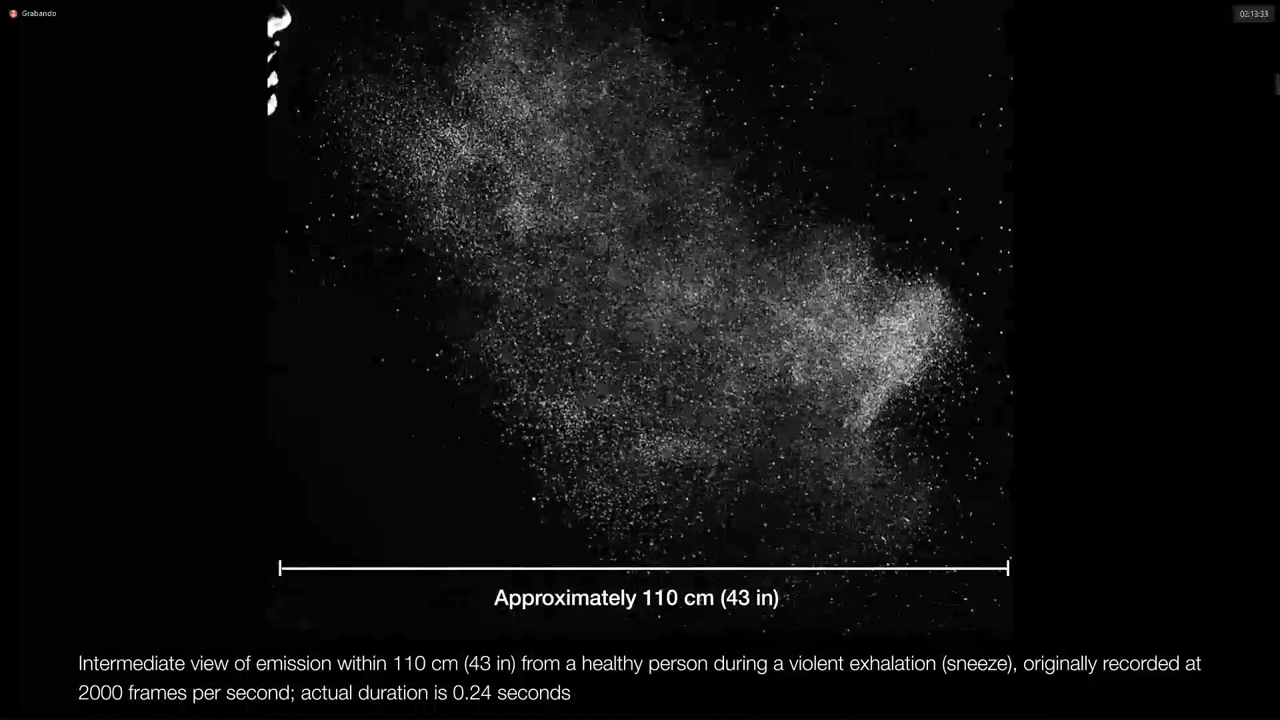 Grabando
02:13:33
Approximately 110 cm (43 in)
Intermediate view of emission within 110 cm (43 in) from a healthy person during a violent exhalation (sneeze), originally recorded at
2000 frames per second; actual duration is 0.24 seconds